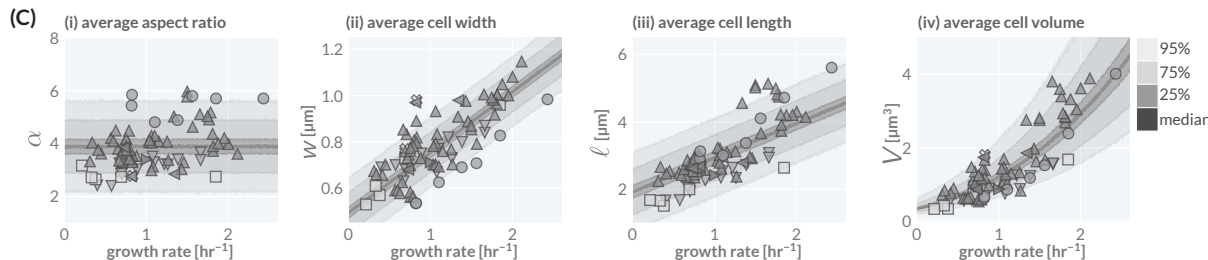 (C)
(i) average aspect ratio
(ii) average cell width
(iii) average cell length
(iv) average cell volume
8
6
4
2
α
0 1 2
growth rate [hr⁻¹]
1.2
1.0
0.8
0.6
w [µm]
0 1 2
growth rate [hr⁻¹]
6
4
2
ℓ [µm]
0 1 2
growth rate [hr⁻¹]
4
2
0
V [µm³]
0 1 2
growth rate [hr⁻¹]
95%
75%
25%
median